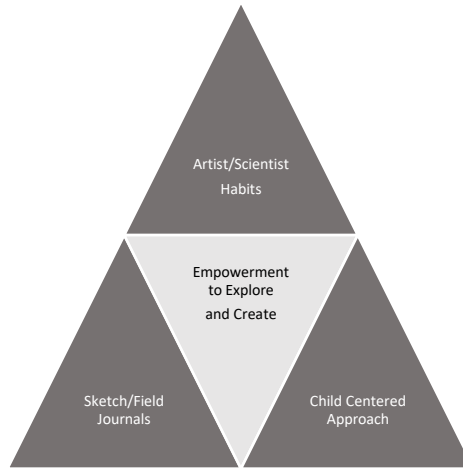 Artist/Scientist
Habits
Empowerment
to Explore
and Create
Sketch/Field
Journals
Child Centered
Approach